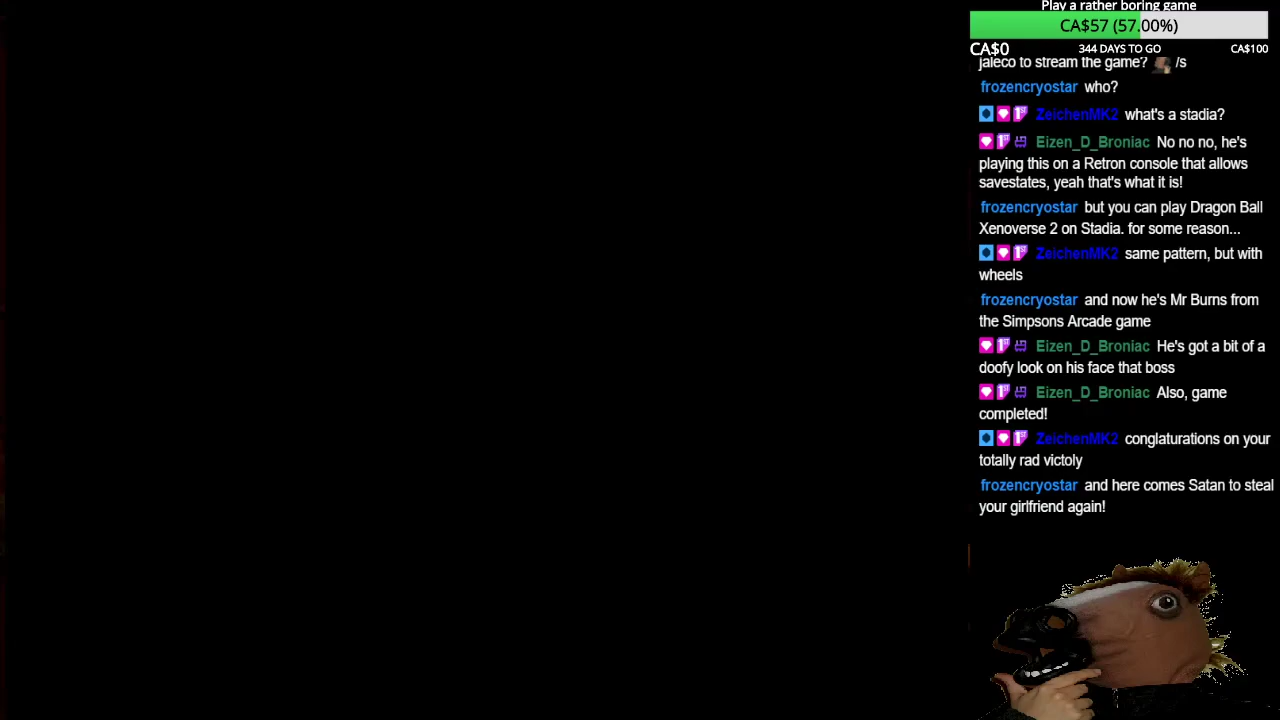 Play a rather boring game
CA$57 (57.00%)
CA$0 344 DAYS TO GO CA$100
jaleco to stream the game? /s
frozencryostar who?
ZeichenMK2 what's a stadia?
Eizen_D_Broniac No no no, he's
playing this on a Retron console that allows
savestates, yeah that's what it is!
frozencryostar but you can play Dragon Ball
Xenoverse 2 on Stadia. for some reason...
ZeichenMK2 same pattern, but with
wheels
frozencryostar and now he's Mr Burns from
the Simpsons Arcade game
Eizen_D_Broniac He's got a bit of a
doofy look on his face that boss
Eizen_D_Broniac Also, game
completed!
ZeichenMK2 conglaturations on your
totally rad victoly
frozencryostar and here comes Satan to steal
your girlfriend again!